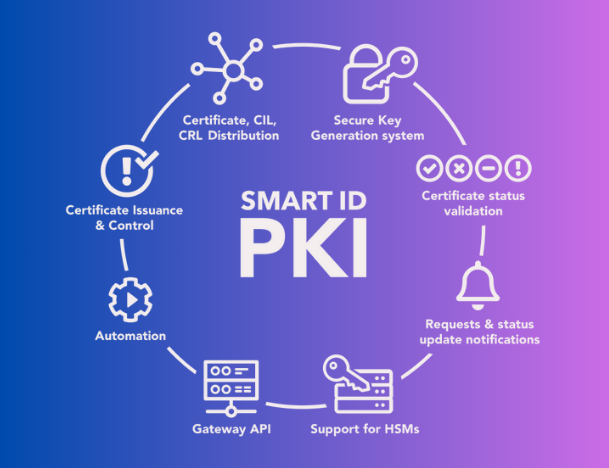 Certificate, CIL,
CRL Distribution
Secure Key
Generation system
Certificate Issuance
& Control
SMART ID
PKI
Certificate status
validation
Automation
Requests & status
update notifications
Gateway API
Support for HSMs